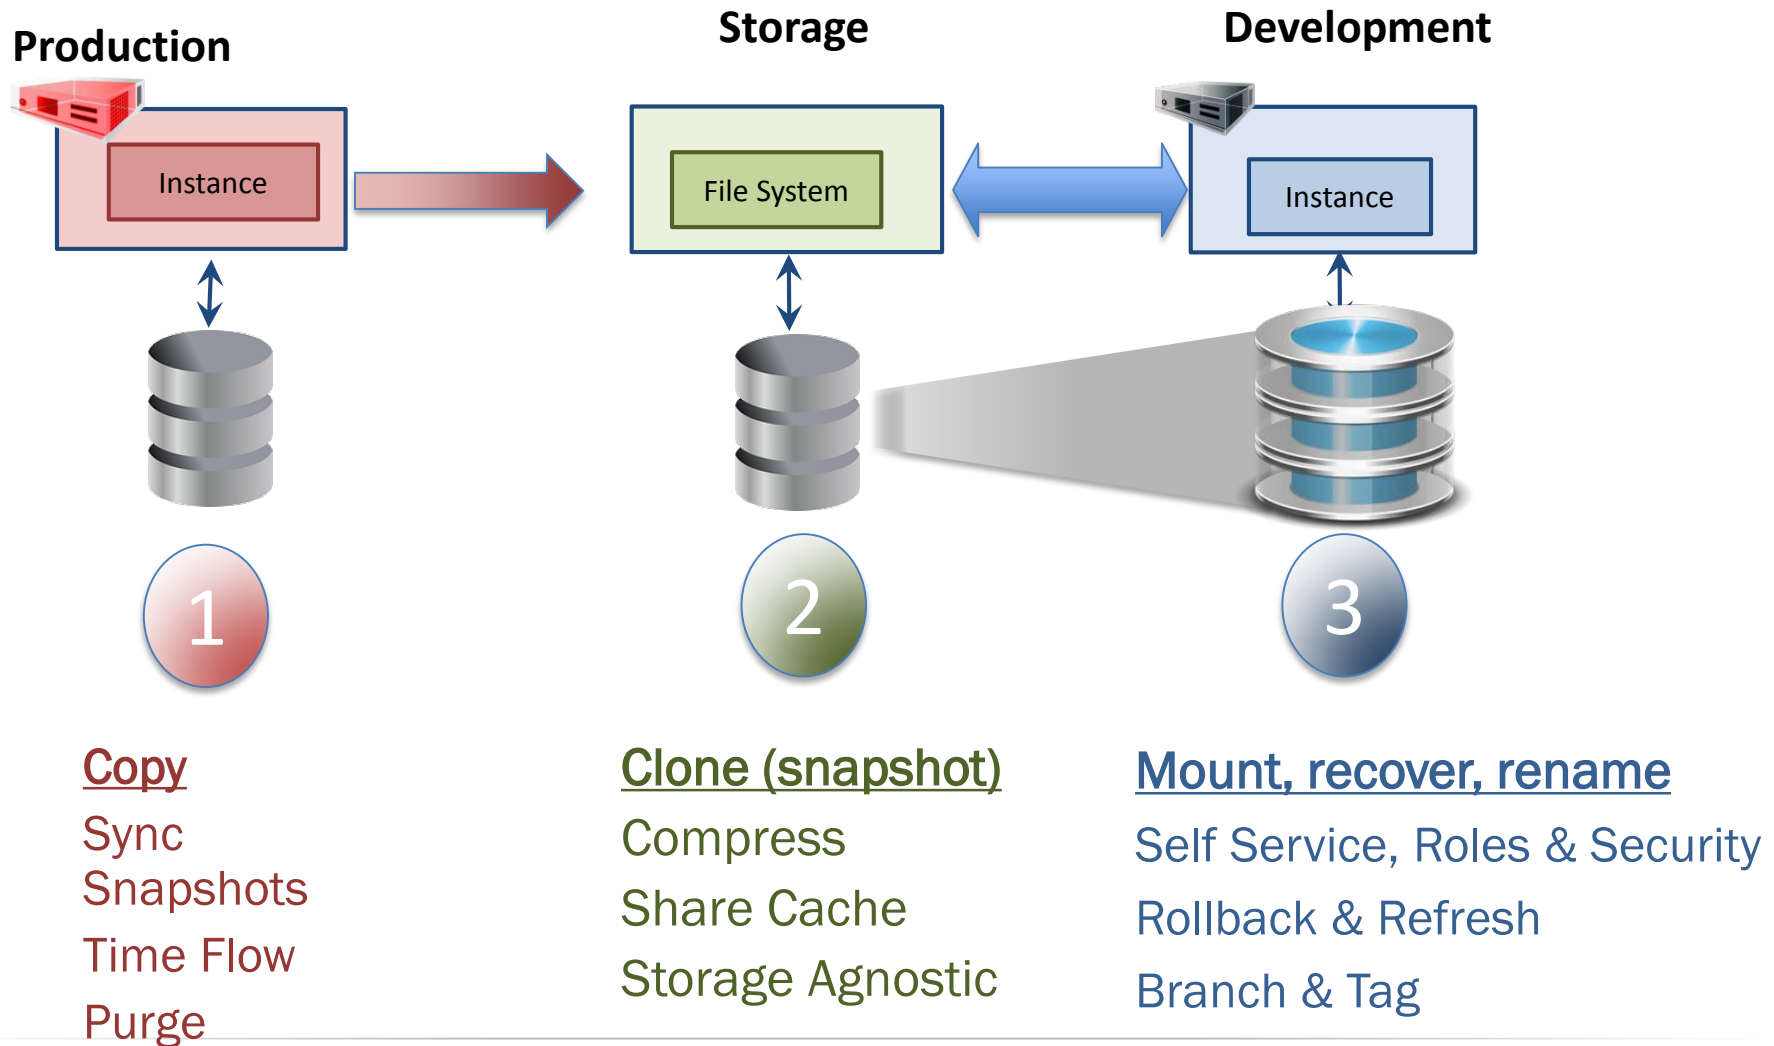 Production
Storage
Development
Instance
File System
Instance
1
2
3
Copy
Sync
Snapshots
Time Flow
Purge
Clone (snapshot)
Compress
Share Cache
Storage Agnostic
Mount, recover, rename
Self Service, Roles & Security
Rollback & Refresh
Branch & Tag